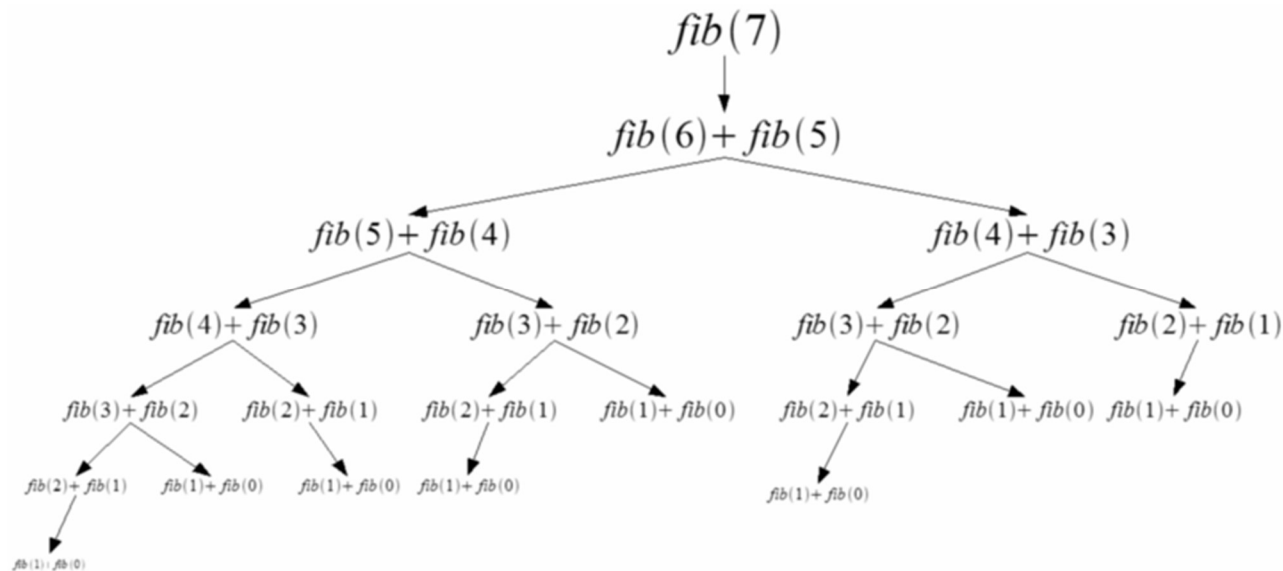 fib(7)
fib(6)+ fib(5)
fib(5)+ fib(4) fib(4)+ fib(3)
fib(4)+ fib(3) fib(3)+ fib(2) fib(3)+ fib(2) fib(2)+ fib(1)
fib(3)+ fib(2) fib(2)+ fib(1) fib(2)+ fib(1) fib(1)+ fib(0) fib(2)+ fib(1) fib(1)+ fib(0) fib(1)+ fib(0)
fib(2)+ fib(1) fib(1)+ fib(0) fib(1)+ fib(0) fib(1)+ fib(0) fib(1)+ fib(0)
fib(1)+ fib(0)